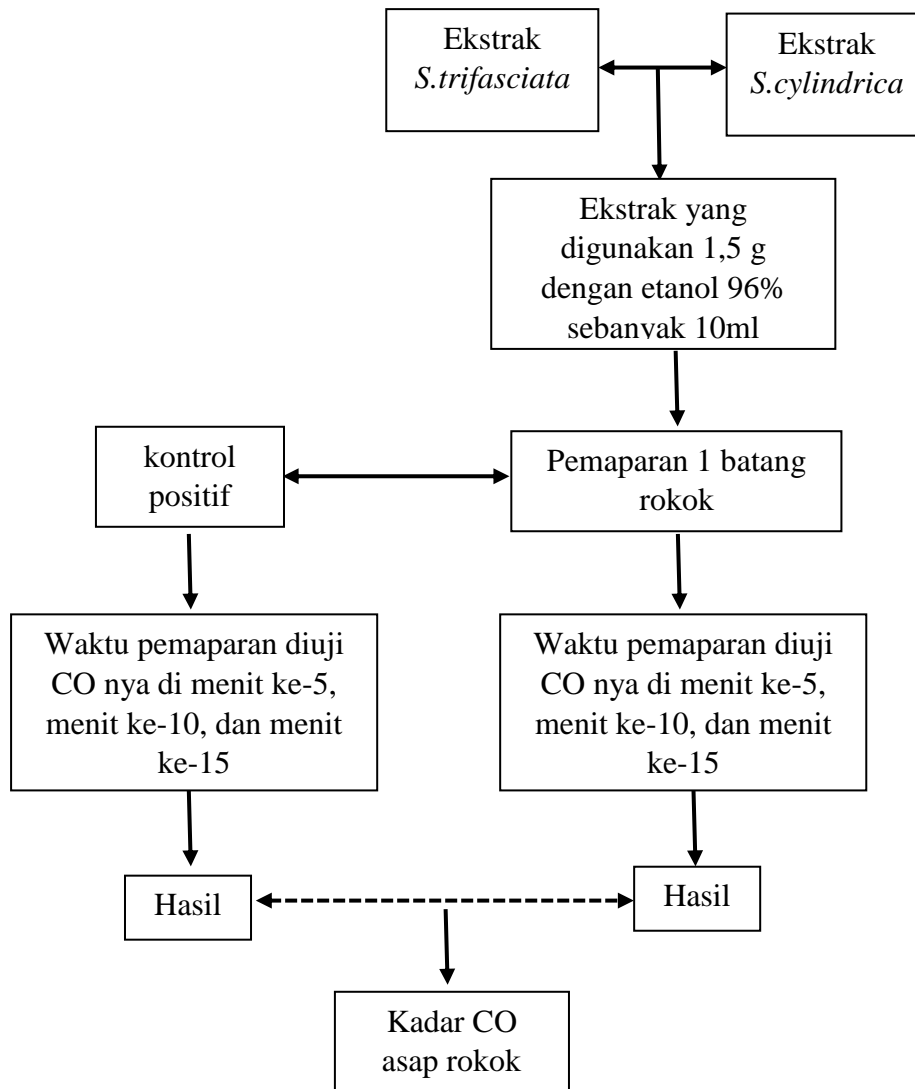 Ekstrak
S.trifasciata
Ekstrak
S.cylindrica
Ekstrak yang
digunakan 1,5 g
dengan etanol 96%
sebanyak 10ml
kontrol
positif
Pemaparan 1 batang
rokok
Waktu pemaparan diuji
CO nya di menit ke-5,
menit ke-10, dan menit
ke-15
Waktu pemaparan diuji
CO nya di menit ke-5,
menit ke-10, dan menit
ke-15
Hasil
Hasil
Kadar CO
asap rokok